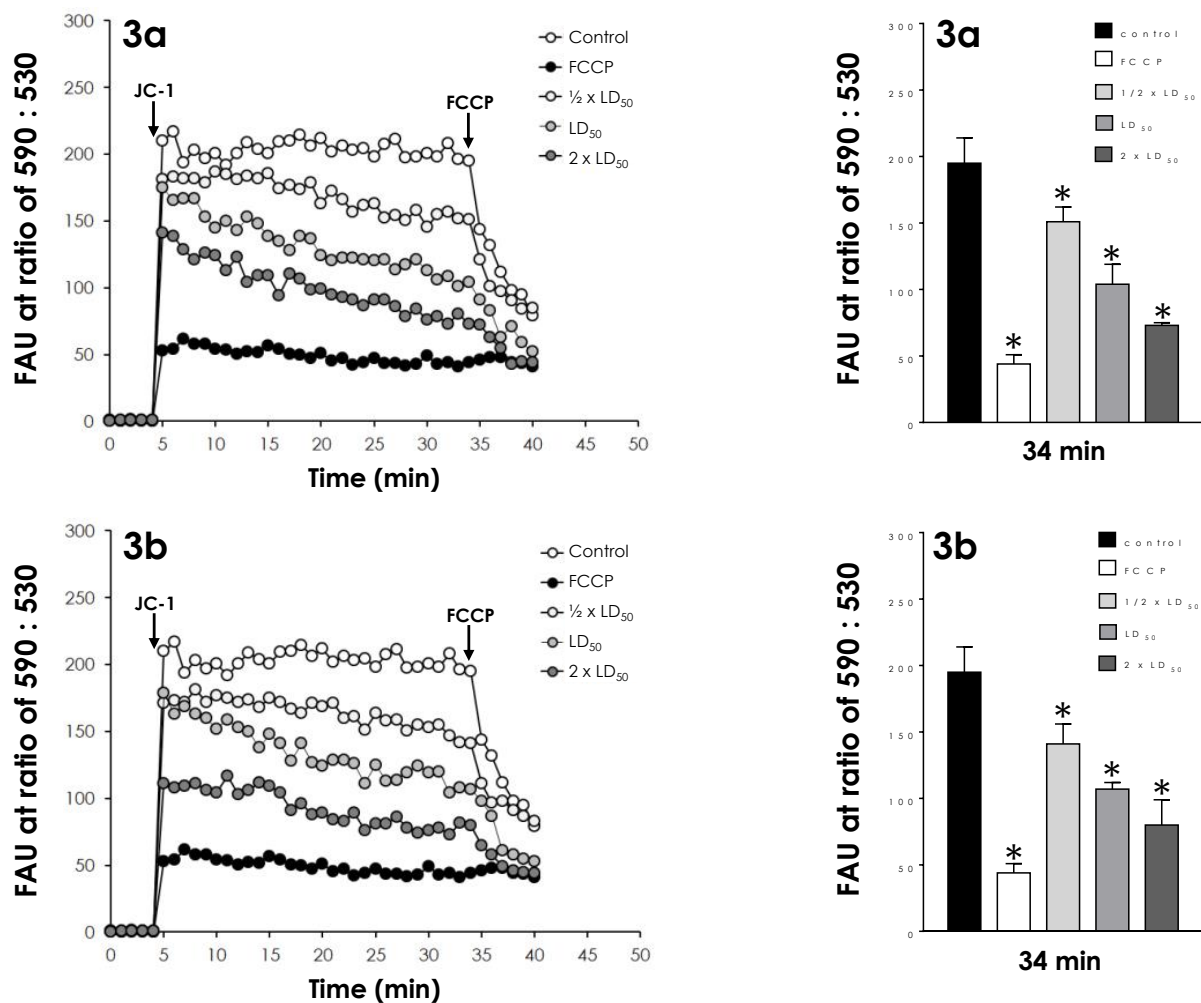 3a
FAU at ratio of 590 : 530
300
250
200
150
100
50
0
JC-1
FCCP
Control
FCCP
½ x LD50
LD50
2 x LD50
0 5 10 15 20 25 30 35 40 45 50
Time (min)
3a
FAU at ratio of 590 : 530
300
250
200
150
100
50
0
control
FCCP
1/2 x LD50
LD50
2 x LD50
*
*
*
*
34 min
3b
FAU at ratio of 590 : 530
300
250
200
150
100
50
0
JC-1
FCCP
Control
FCCP
½ x LD50
LD50
2 x LD50
0 5 10 15 20 25 30 35 40 45 50
Time (min)
3b
FAU at ratio of 590 : 530
300
250
200
150
100
50
0
control
FCCP
1/2 x LD50
LD50
2 x LD50
*
*
*
*
34 min